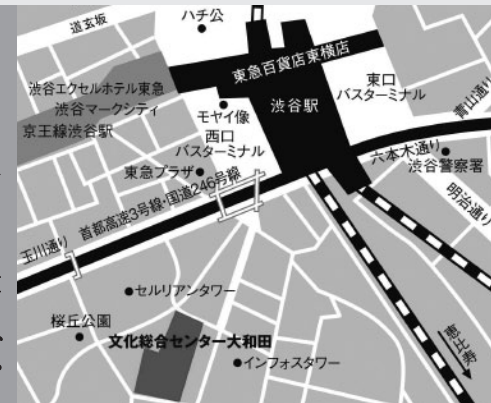 道玄坂
ハチ公
東急百貨店東横店
渋谷エクセルホテル東急
渋谷マークシティ
京王線渋谷駅
モヤイ像
西口
バスターミナル
東急プラザ
渋谷駅
東口
バスターミナル
青山通り
六本木通り
渋谷警察署
明治通り
玉川通り
首都高速3号線・国道246号線
セルリアンタワー
桜丘公園
文化総合センター大和田
インフォスタワー
恵比寿